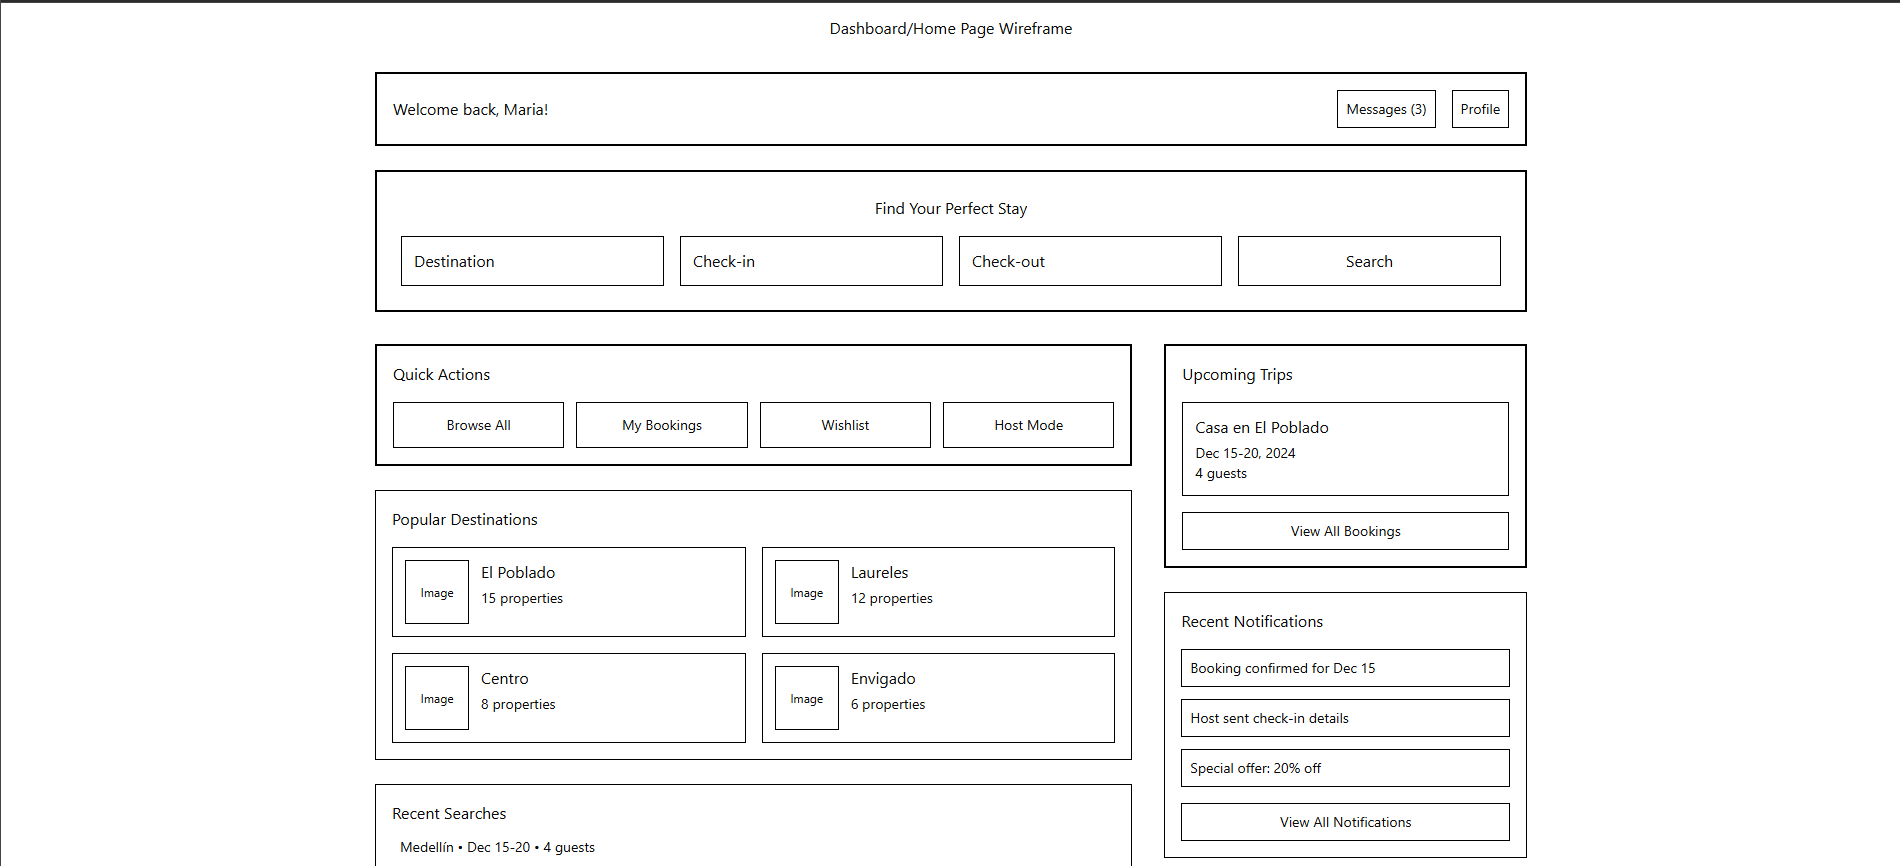 Dashboard/Home Page Wireframe
Welcome back, Maria!
Messages (3)
Profile
Find Your Perfect Stay
Destination
Check-in
Check-out
Search
Quick Actions
Browse All
My Bookings
Wishlist
Host Mode
Popular Destinations
Image
El Poblado
15 properties
Image
Laureles
12 properties
Image
Centro
8 properties
Image
Envigado
6 properties
Recent Searches
Medellín • Dec 15-20 • 4 guests
Upcoming Trips
Casa en El Poblado
Dec 15-20, 2024
4 guests
View All Bookings
Recent Notifications
Booking confirmed for Dec 15
Host sent check-in details
Special offer: 20% off
View All Notifications